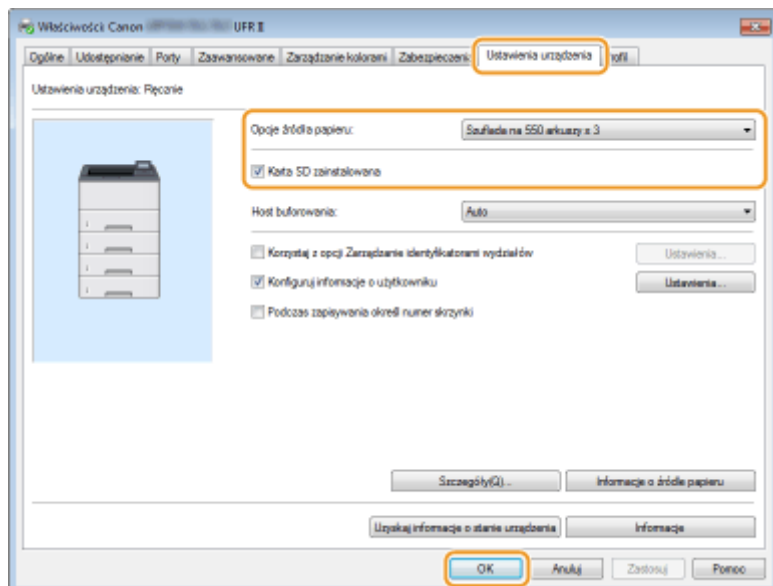 Właściwości: Canon UFR II
Ogólne Udostępnianie Porty Zaawansowane Zarządzanie kolorami Zabezpieczeni Ustawienia urządzenia rofil
Ustawienia urządzenia: Ręcznie
Opcje źródła papieru: Szuflada na 550 arkuszy x 3
Karta SD zainstalowana
Host buforowania: Auto
Korzystaj z opcji Zarządzanie identyfikatorami wydziałów Ustawienia...
Konfiguruj informacje o użytkowniku Ustawienia...
Podczas zapisywania określ numer skrzynki
Szczegóły(Q)... Informacje o źródle papieru
Uzyskaj informacje o stanie urządzenia Informacje
OK Anuluj Zastosuj Pomoc